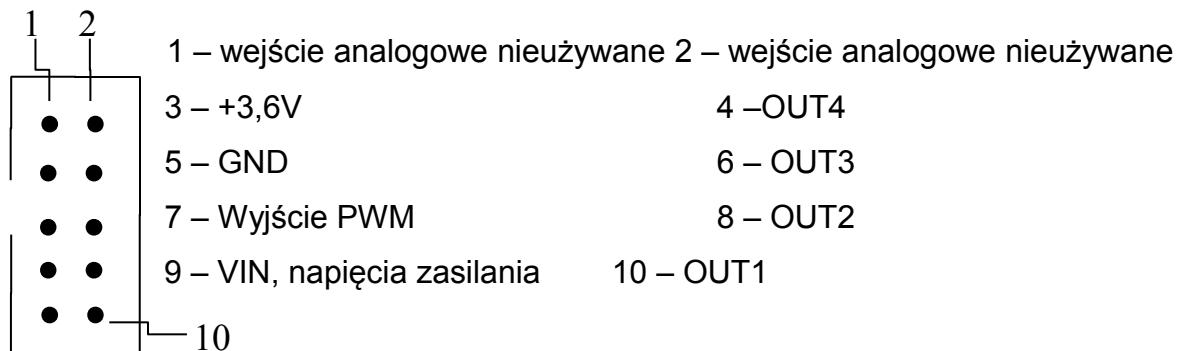 1 2
1 – wejście analogowe nieużywane 2 – wejście analogowe nieużywane
3 – +3,6V 4 –OUT4
5 – GND 6 – OUT3
7 – Wyjście PWM 8 – OUT2
9 – VIN, napięcia zasilania 10 – OUT1
10